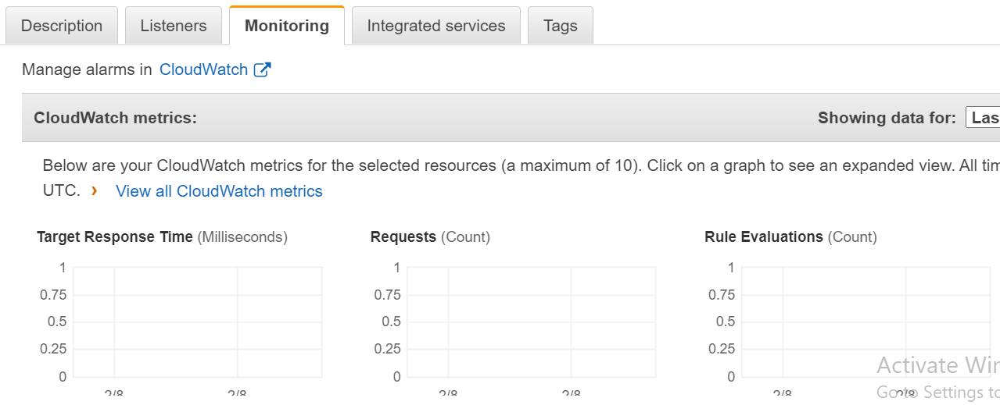 Description Listeners Monitoring Integrated services Tags
Manage alarms in CloudWatch
CloudWatch metrics: Showing data for: Las
Below are your CloudWatch metrics for the selected resources (a maximum of 10). Click on a graph to see an expanded view. All tim
UTC. › View all CloudWatch metrics
Target Response Time (Milliseconds) Requests (Count) Rule Evaluations (Count)
1 1 1
0.75 0.75 0.75
0.5 0.5 0.5
0.25 0.25 0.25
Activate Win
0 0 0
2/8 2/8 2/8 2/8 2/8 2/8
Go to Settings to